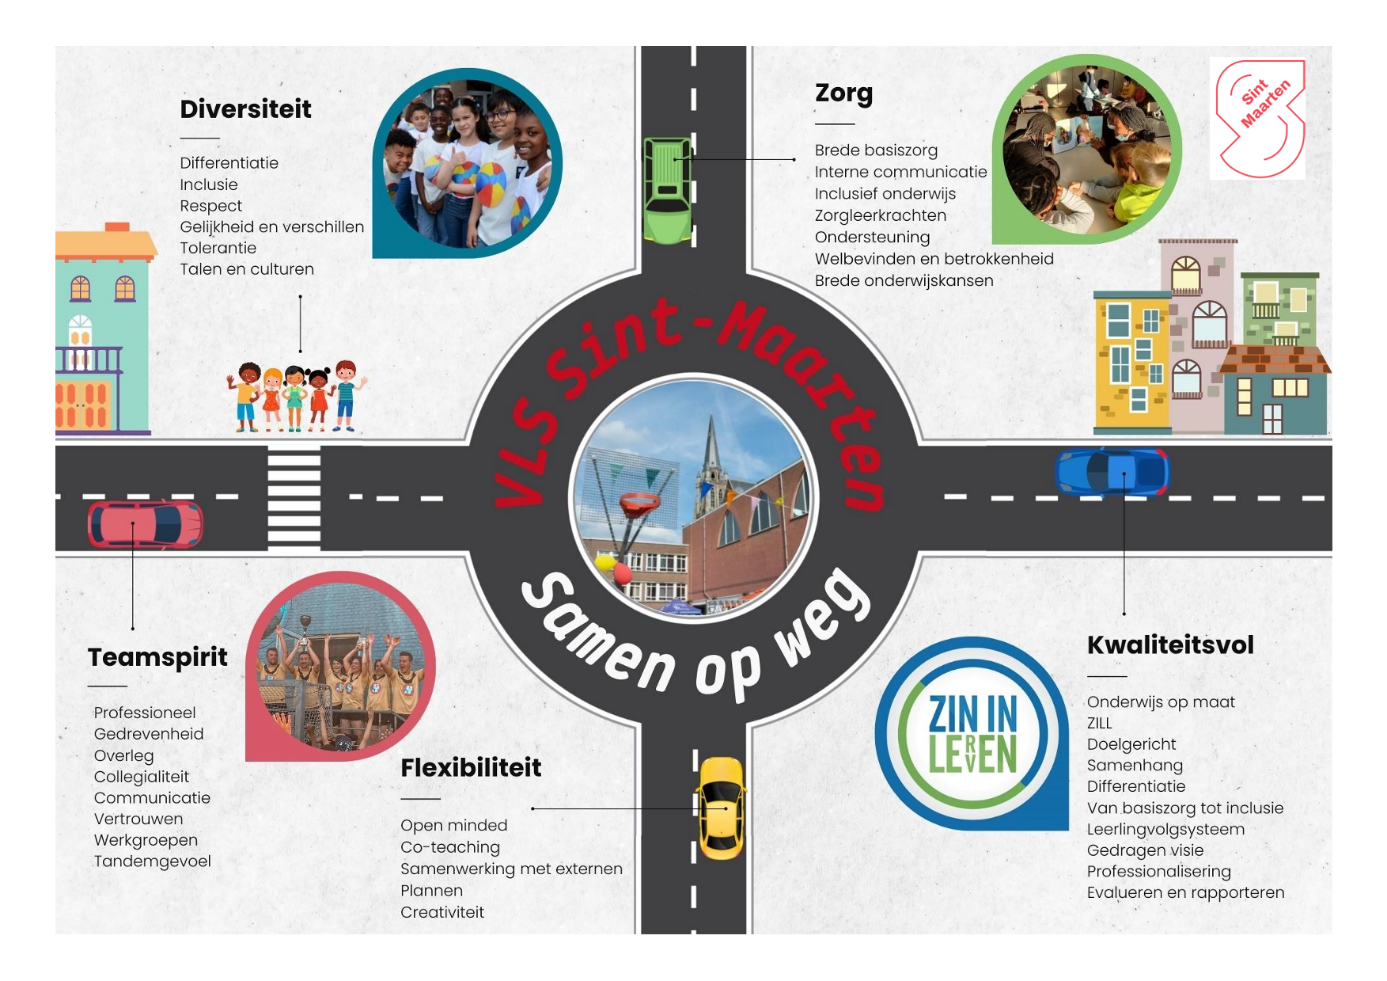 Diversiteit
Differentiatie
Inclusie
Respect
Gelijkheid en verschillen
Tolerantie
Talen en culturen
Zorg
Brede basiszorg
Interne communicatie
Inclusief onderwijs
Zorgleerkrachten
Ondersteuning
Welbevinden en betrokkenheid
Brede onderwijskansen
Sint
Maarten
VLS Sint-Maarten
Samen op weg
Teamspirit
Professioneel
Gedrevenheid
Overleg
Collegialiteit
Communicatie
Vertrouwen
Werkgroepen
Tandemgevoel
Flexibiliteit
Open minded
Co-teaching
Samenwerking met externen
Plannen
Creativiteit
ZIN IN
LERVEN
Kwaliteitsvol
Onderwijs op maat
ZILL
Doelgericht
Samenhang
Differentiatie
Van basiszorg tot inclusie
Leerlingvolgsysteem
Gedragen visie
Professionalisering
Evalueren en rapporteren